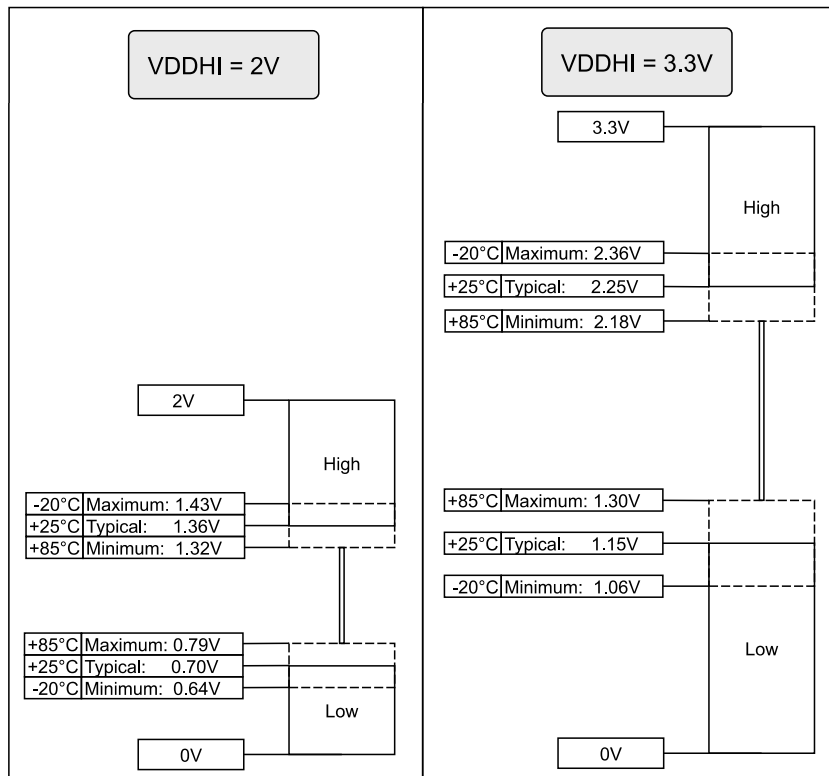 VDDHI = 2V
2V
High
-20°C Maximum: 1.43V
+25°C Typical: 1.36V
+85°C Minimum: 1.32V
+85°C Maximum: 0.79V
+25°C Typical: 0.70V
-20°C Minimum: 0.64V
Low
0V
VDDHI = 3.3V
3.3V
High
-20°C Maximum: 2.36V
+25°C Typical: 2.25V
+85°C Minimum: 2.18V
+85°C Maximum: 1.30V
+25°C Typical: 1.15V
-20°C Minimum: 1.06V
Low
0V